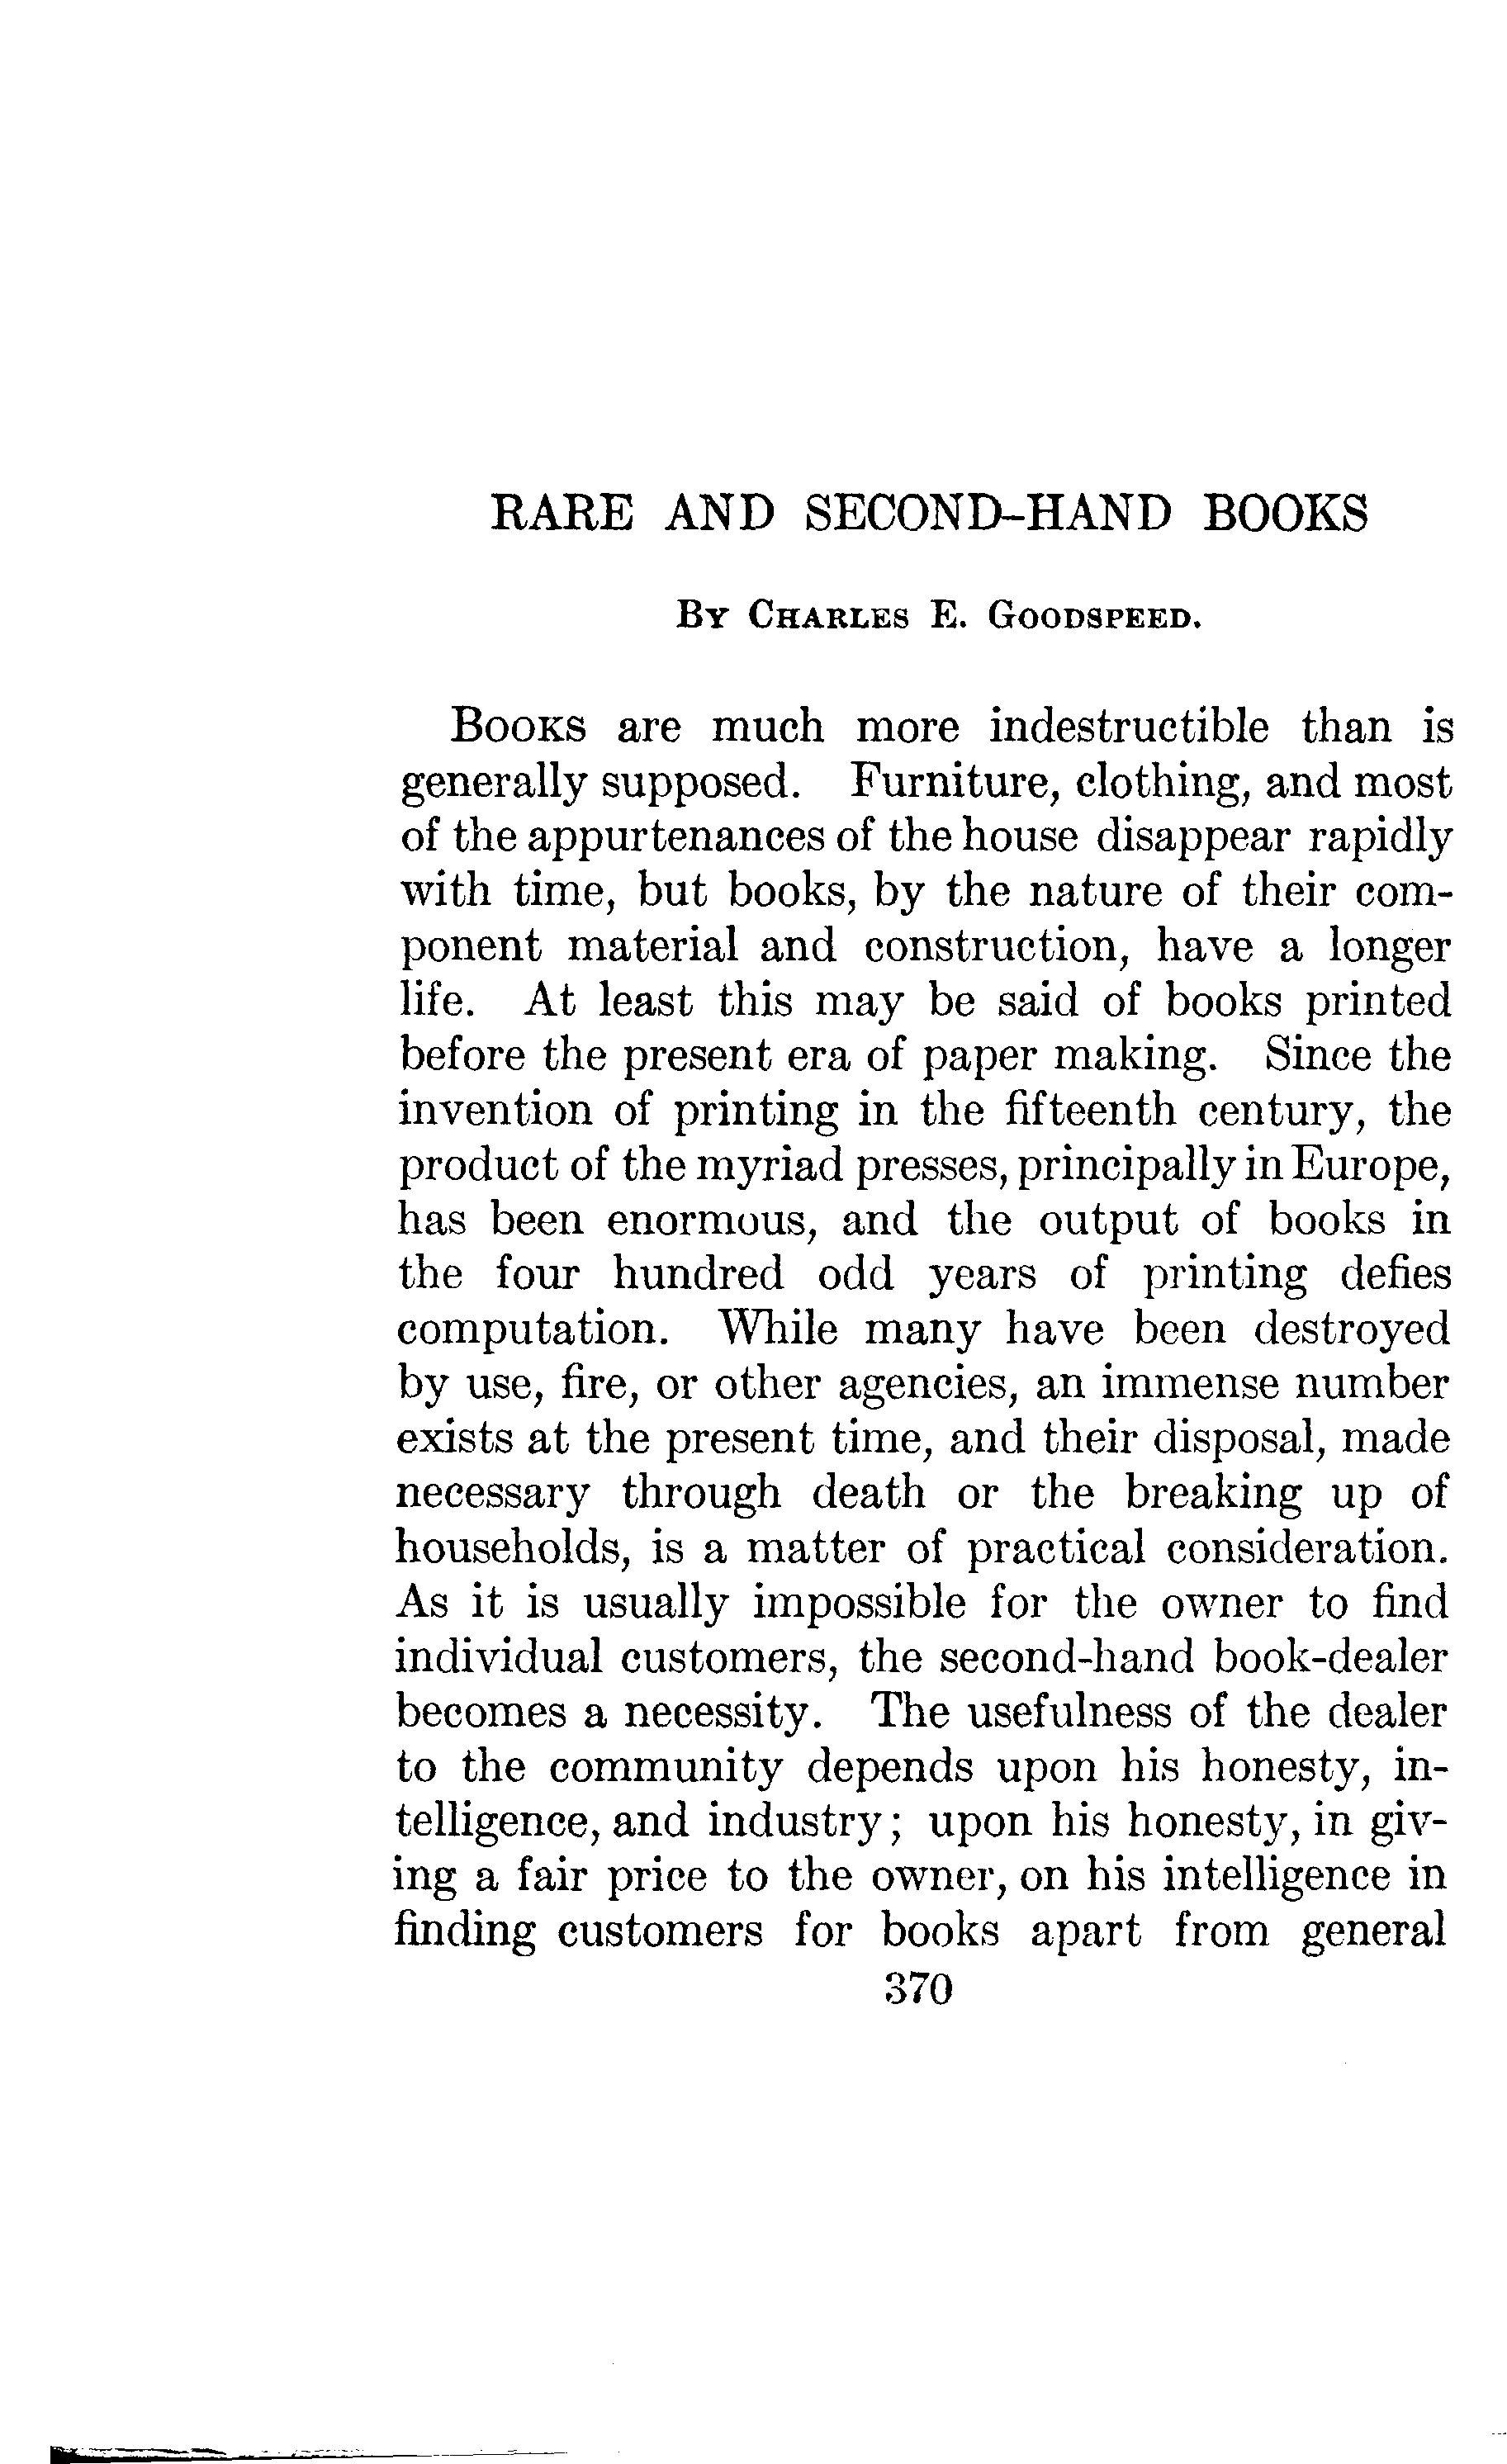 RARE AND SECOND-HAND BOOKS
By Charles E. Goodspeed.
Books are much more indestructible than is
generally supposed. Furniture, clothing, and most
of the appurtenances of the house disappear rapidly
with time, but books, by the nature of their com-
ponent material and construction, have a longer
life. At least this may be said of books printed
before the present era of paper making. Since the
invention of printing in the fifteenth century, the
product of the myriad presses, principally in Europe,
has been enormous, and the output of books in
the four hundred odd years of printing defies
computation. While many have been destroyed
by use, fire, or other agencies, an immense number
exists at the present time, and their disposal, made
necessary through death or the breaking up of
households, is a matter of practical consideration.
As it is usually impossible for the owner to find
individual customers, the second-hand book-dealer
becomes a necessity. The usefulness of the dealer
to the community depends upon his honesty, in-
telligence, and industry; upon his honesty, in giv-
ing a fair price to the owner, on his intelligence in
finding customers for books apart from general
370